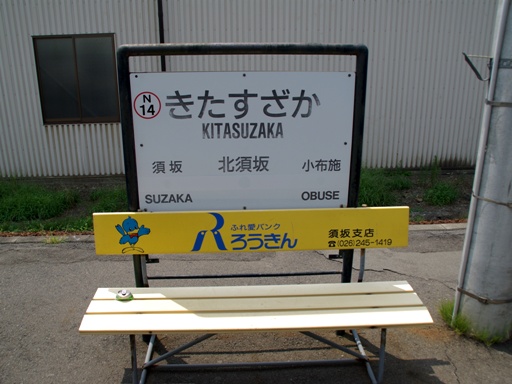 N
14
きたすざか
KITASUZAKA
須坂 北須坂 小布施
SUZAKA OBUSE
ふれ愛バンク
ろうきん
須坂支店
☎(026)245-1419